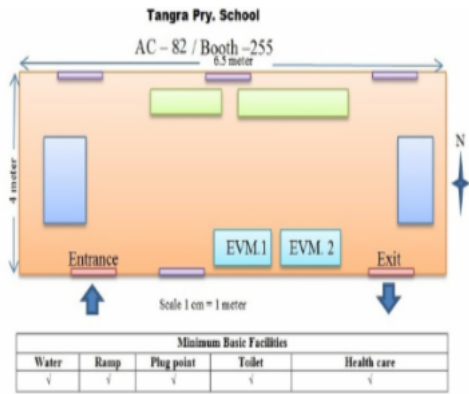 Tangra Pry. School
AC – 82 / Booth –255
6.5 meter
N
4 meter
EVM.1 EVM. 2
Entrance Exit
Scale 1 cm = 1 meter
Minimum Basic Facilities
Water Ramp Plug point Toilet Health care
√ √ √ √ √